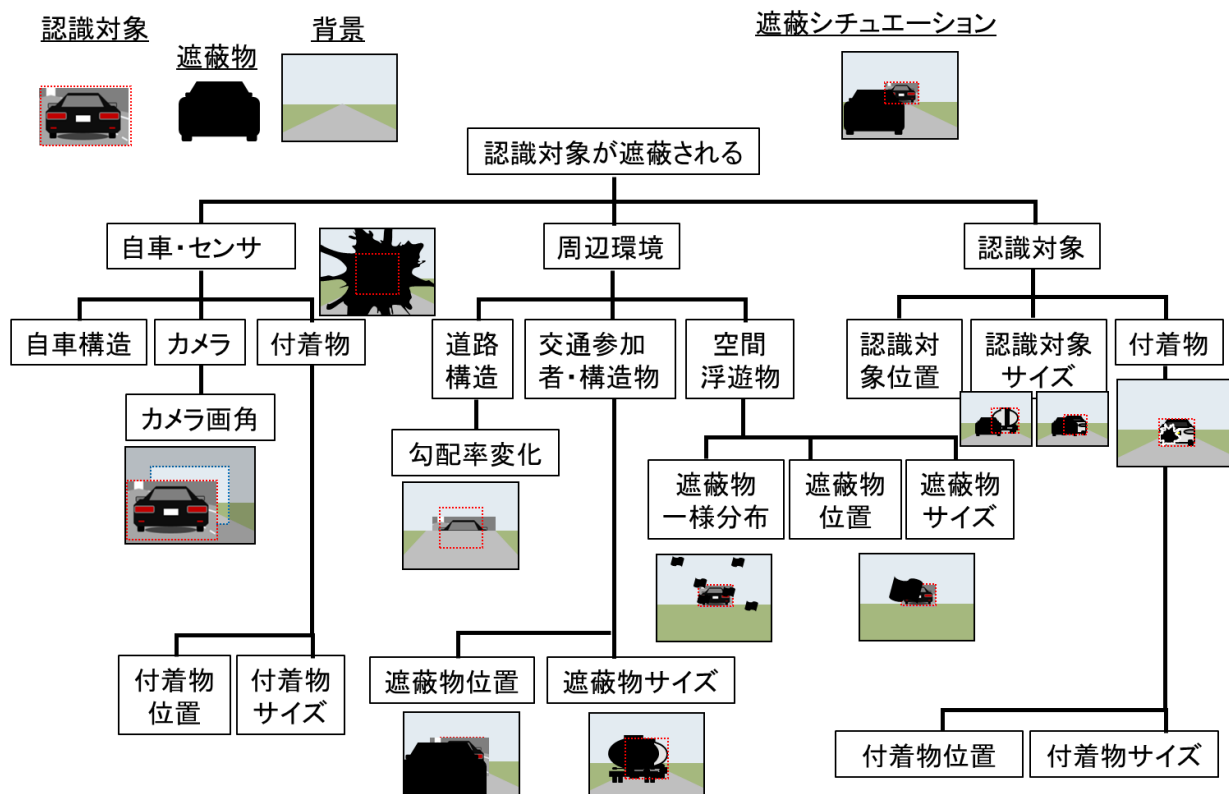 認識対象
遮蔽物
背景
遮蔽シチュエーション
認識対象が遮蔽される
自車・センサ
周辺環境
認識対象
自車構造
カメラ
付着物
道路
構造
交通参加
者・構造物
空間
浮遊物
認識対
象位置
認識対象
サイズ
付着物
カメラ画角
勾配率変化
遮蔽物
一様分布
遮蔽物
位置
遮蔽物
サイズ
付着物
位置
付着物
サイズ
遮蔽物位置
遮蔽物サイズ
付着物位置
付着物サイズ